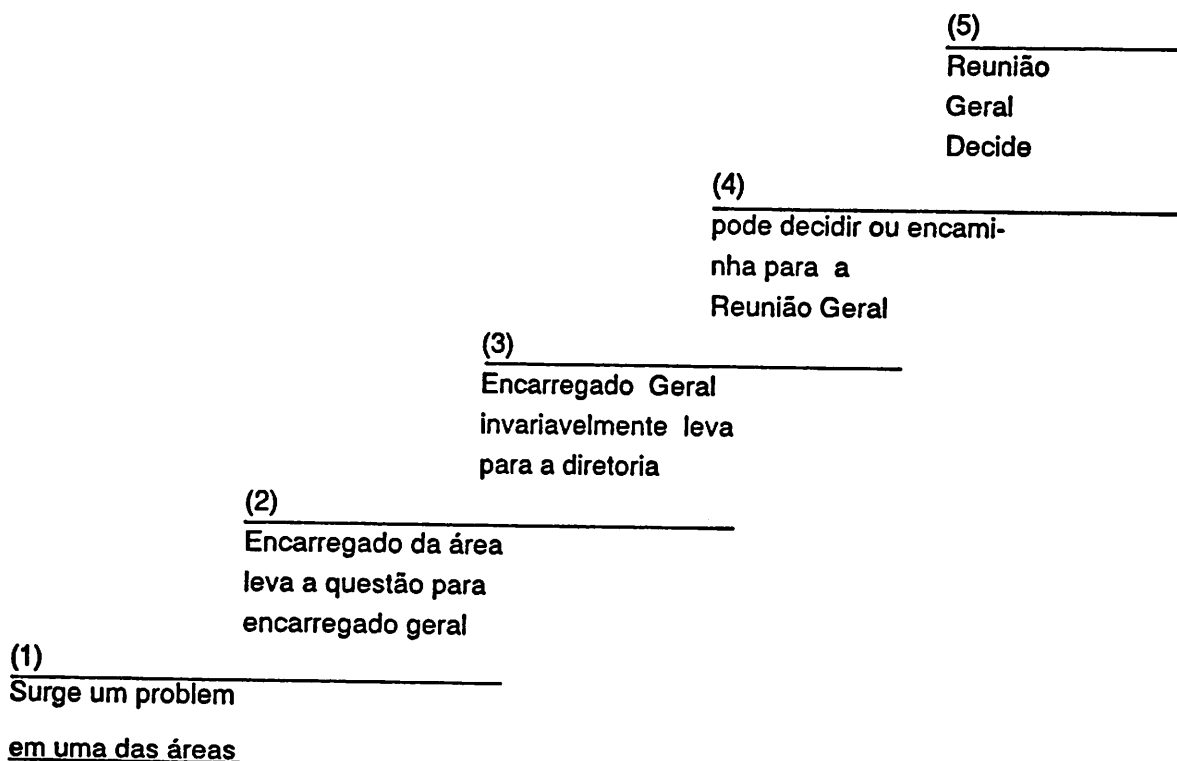 (5)
Reunião
Geral
Decide
(4)
pode decidir ou encami-
nha para a
Reunião Geral
(3)
Encarregado Geral
invariavelmente leva
para a diretoria
(2)
Encarregado da área
leva a questão para
encarregado geral
(1)
Surge um problem
em uma das áreas